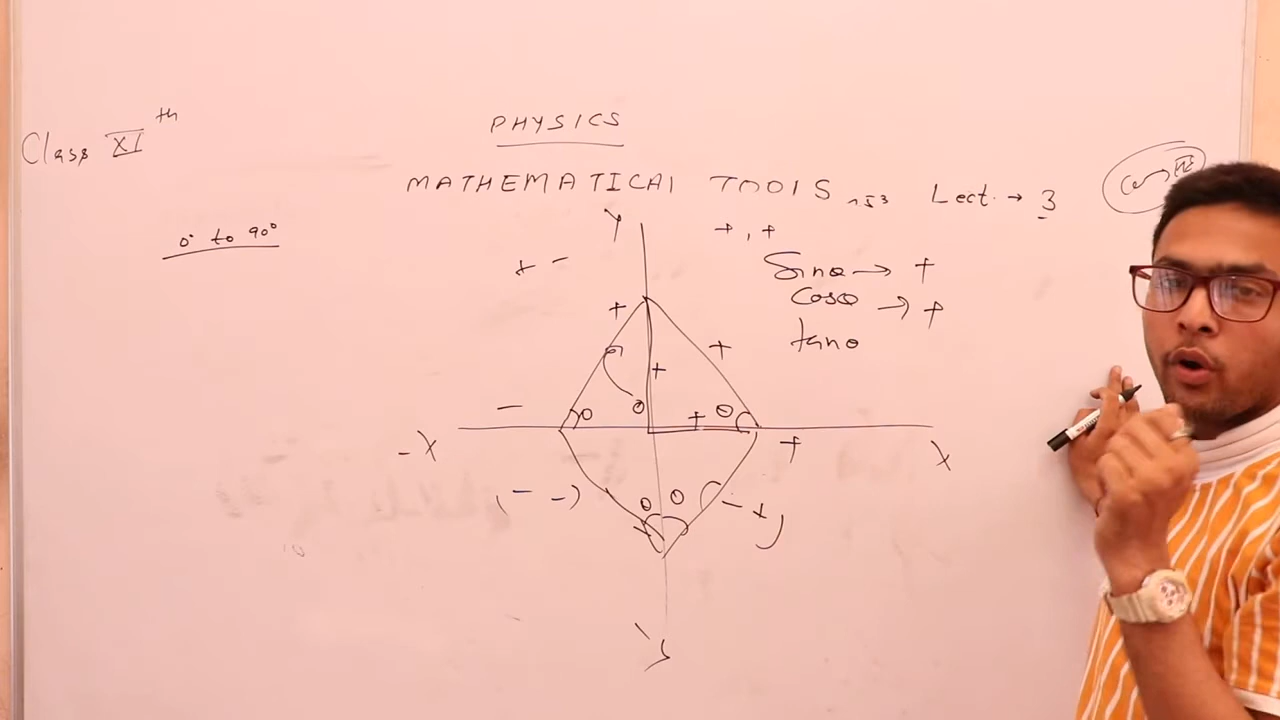 Class XI th
PHYSICS
MATHEMATICAL TOOLS Lect. → 3
0° to 90°
Y
+ , +
+ -
Sinθ → +
Cosθ → +
tanθ
+
+
+
-
θ
θ
+
θ
-X
+
X
(- -)
θ
θ
- +)
-y